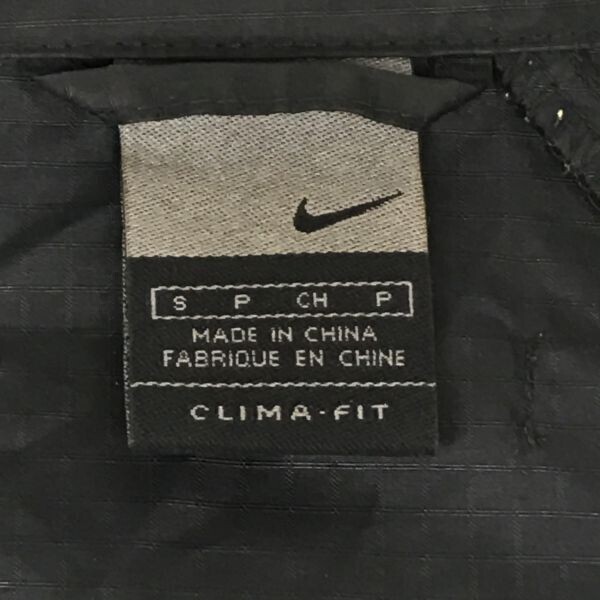 S P CH P
MADE IN CHINA
FABRIQUE EN CHINE
CLIMA-FIT